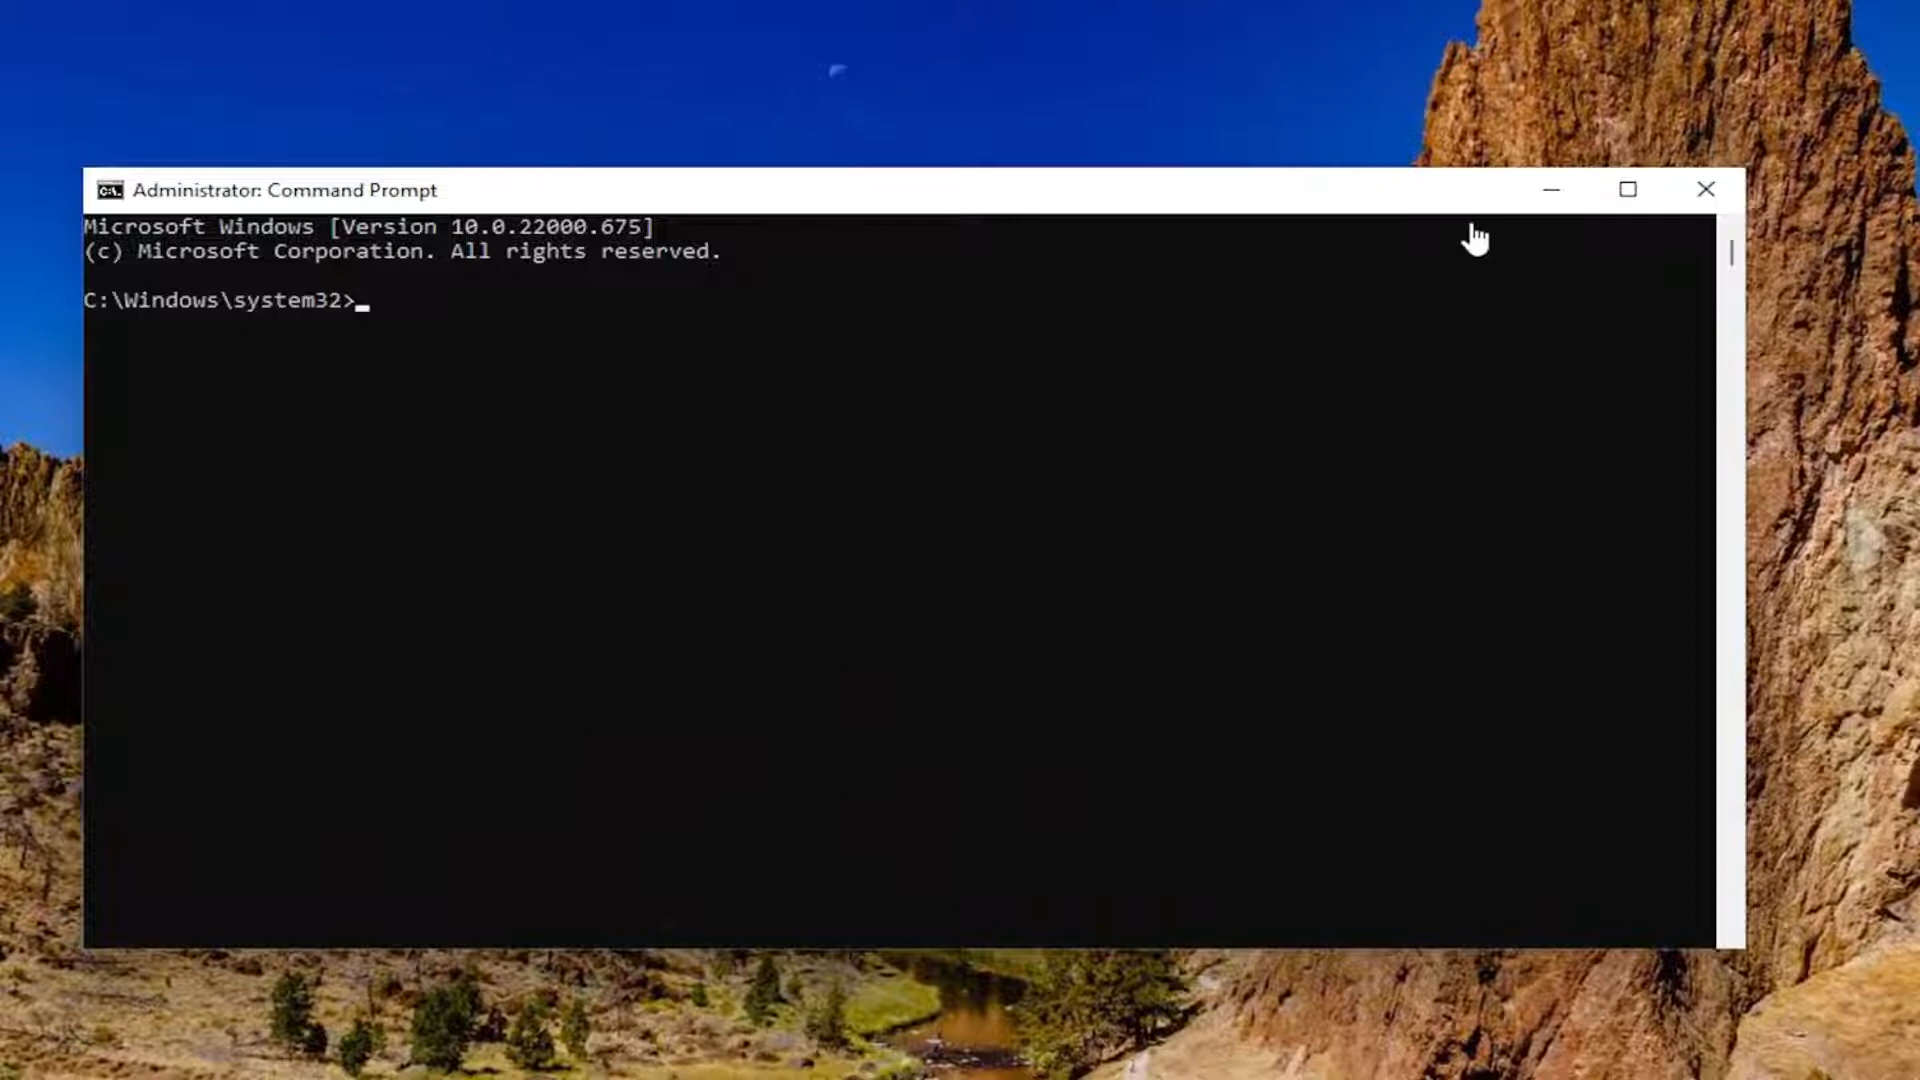 Administrator: Command Prompt
Microsoft Windows [Version 10.0.22000.675]
(c) Microsoft Corporation. All rights reserved.
C:\Windows\system32>